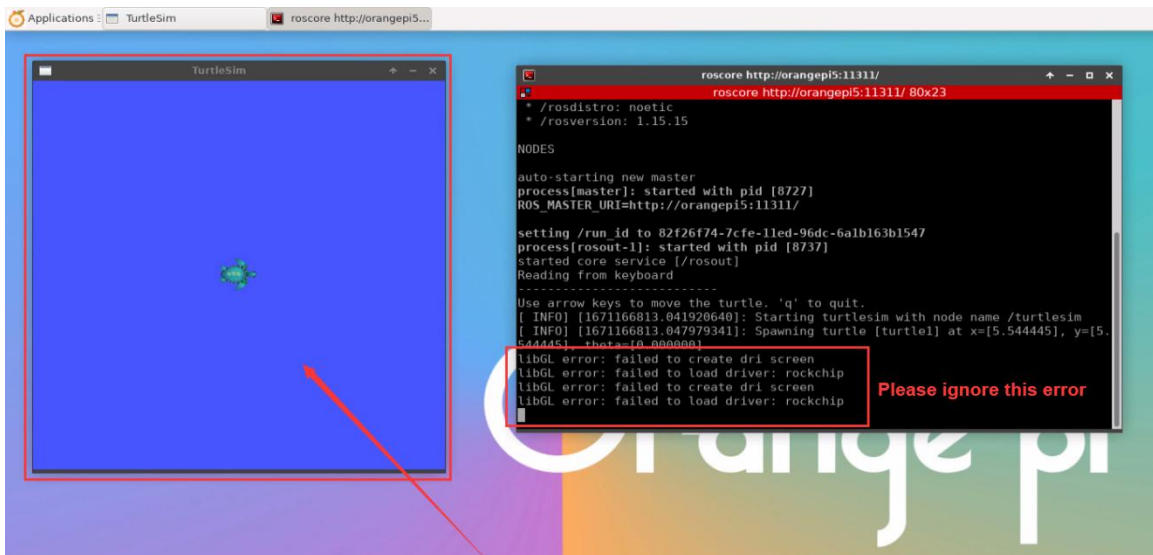 Applications
TurtleSim
roscore http://orangepi5...
TurtleSim
roscore http://orangepi5:11311/
roscore http://orangepi5:11311/ 80x23
* /rosdistro: noetic
* /rosversion: 1.15.15
NODES
auto-starting new master
process[master]: started with pid [8727]
ROS_MASTER_URI=http://orangepi5:11311/
setting /run_id to 82f26f74-7cfe-11ed-96dc-6a1b163b1547
process[rosout-1]: started with pid [8737]
started core service [/rosout]
Reading from keyboard
---------------------------
Use arrow keys to move the turtle. 'q' to quit.
[ INFO] [1671166813.041920640]: Starting turtlesim with node name /turtlesim
[ INFO] [1671166813.047979341]: Spawning turtle [turtle1] at x=[5.544445], y=[5.
544445], theta=[0.000000]
libGL error: failed to create dri screen
libGL error: failed to load driver: rockchip
libGL error: failed to create dri screen
libGL error: failed to load driver: rockchip
Please ignore this error
Orange pi